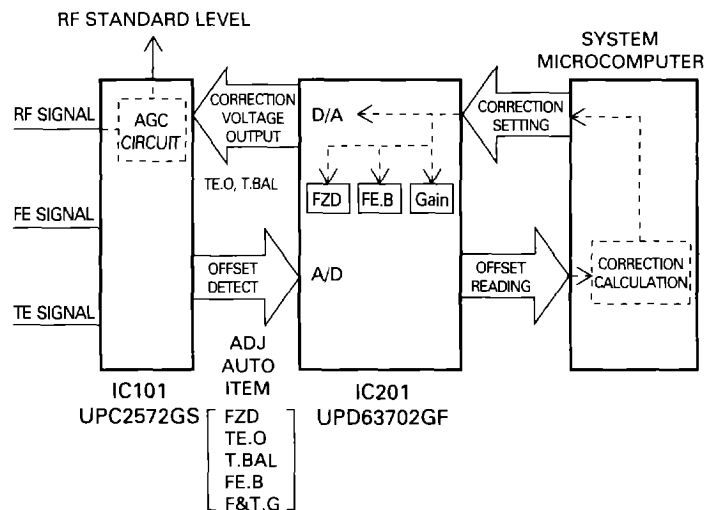 RF STANDARD LEVEL
SYSTEM
MICROCOMPUTER
RF SIGNAL
AGC
CIRCUIT
CORRECTION
VOLTAGE
OUTPUT
D/A
CORRECTION
SETTING
TE.O, T.BAL
FZD
FE.B
Gain
FE SIGNAL
OFFSET
DETECT
A/D
OFFSET
READING
CORRECTION
CALCULATION
TE SIGNAL
ADJ
AUTO
ITEM
IC101
UPC2572GS
IC201
UPD63702GF
FZD
TE.O
T.BAL
FE.B
F&T.G